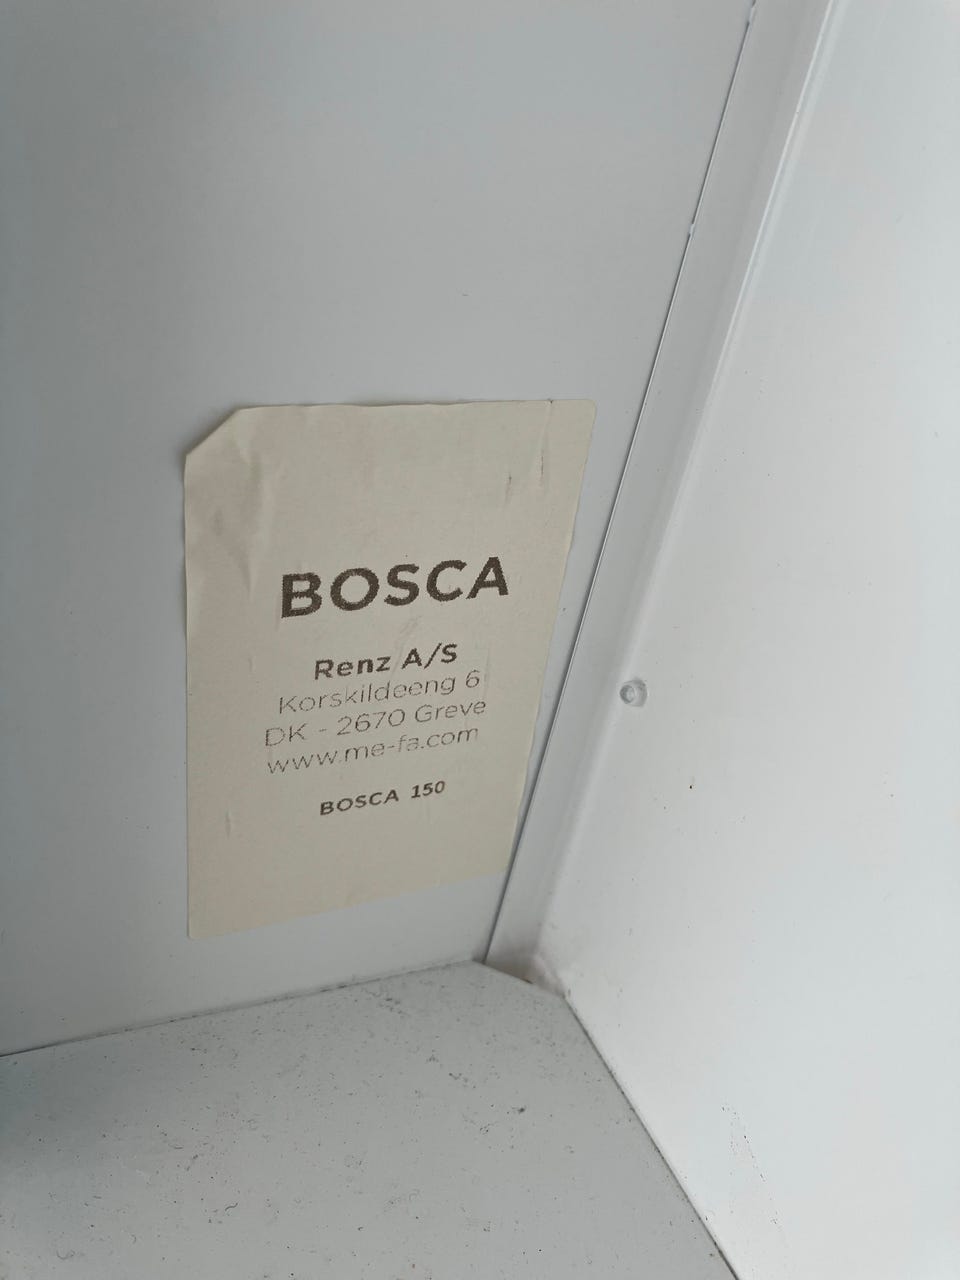 BOSCA
Renz A/S
Korskildeeng 6
DK - 2670 Greve
www.me-fa.com
BOSCA 150